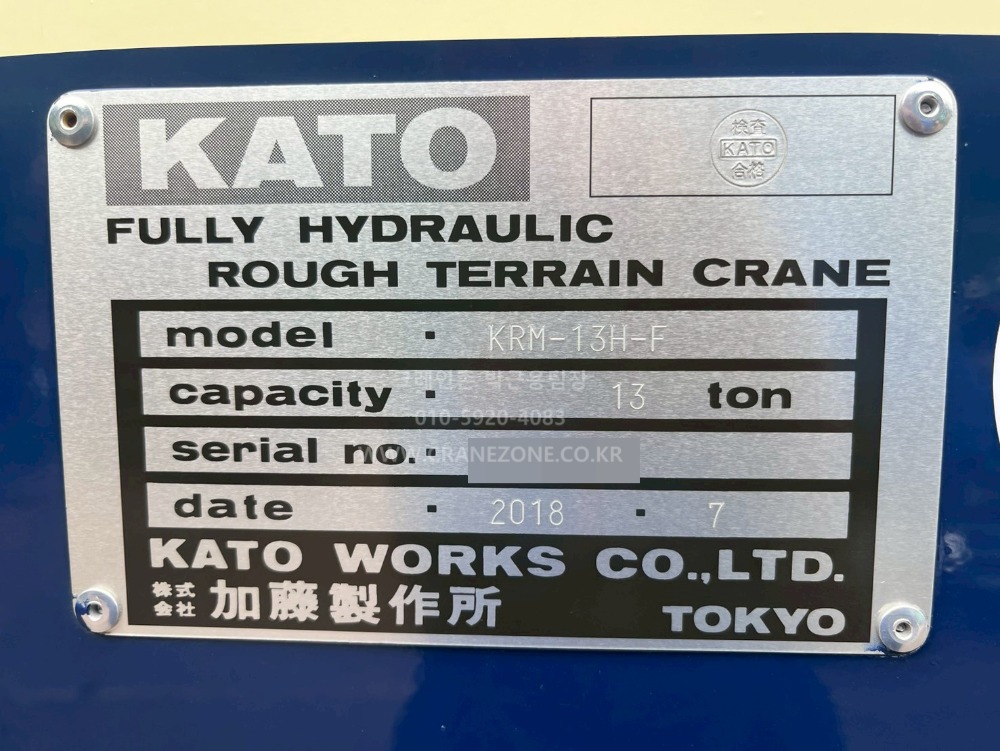 KATO
検査
KATO
合格
FULLY HYDRAULIC
ROUGH TERRAIN CRANE
model · KRM-13H-F
capacity · 13 ton
010-5920-4083
serial no. ·
WWW.CRANEZONE.CO.KR
date · 2018 · 7
KATO WORKS CO.,LTD.
株式会社 加藤製作所
TOKYO